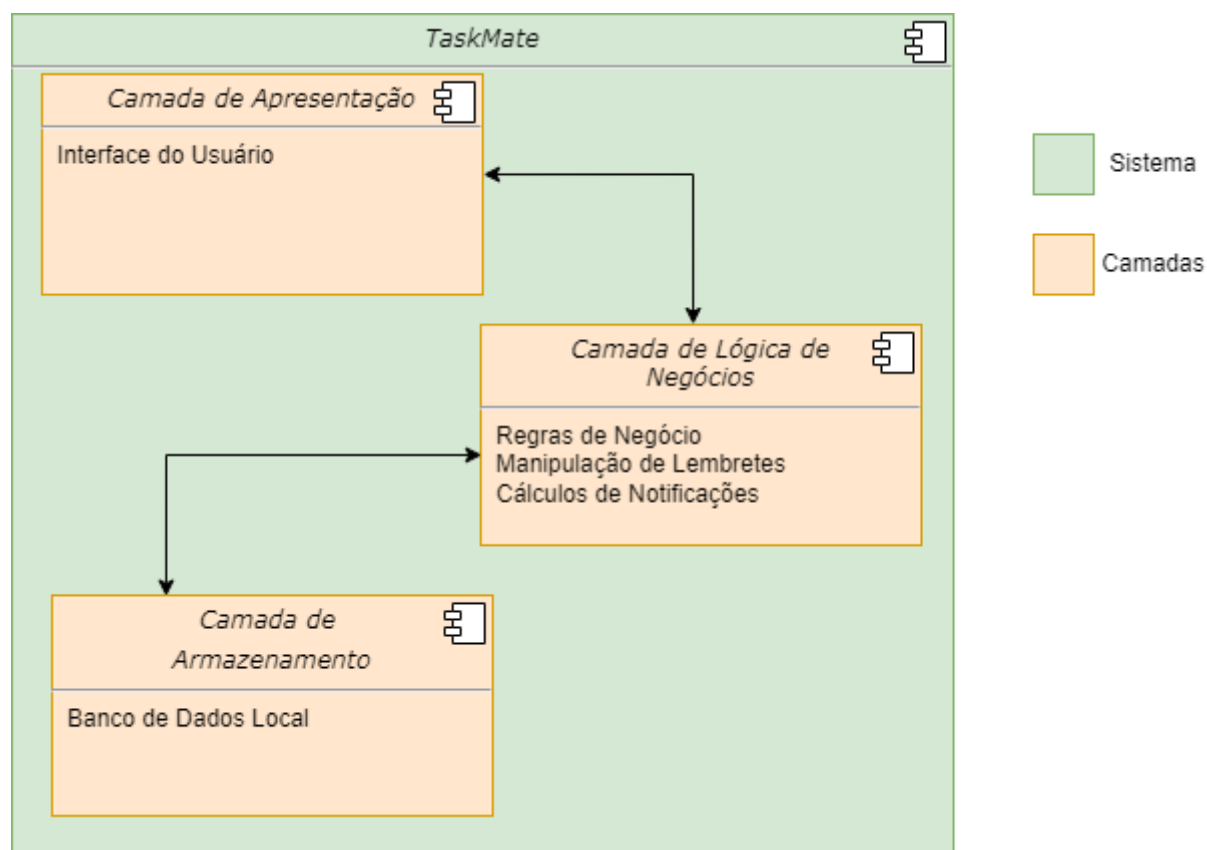 TaskMate
Camada de Apresentação
Interface do Usuário
Sistema
Camadas
Camada de Lógica de
Negócios
Regras de Negócio
Manipulação de Lembretes
Cálculos de Notificações
Camada de
Armazenamento
Banco de Dados Local